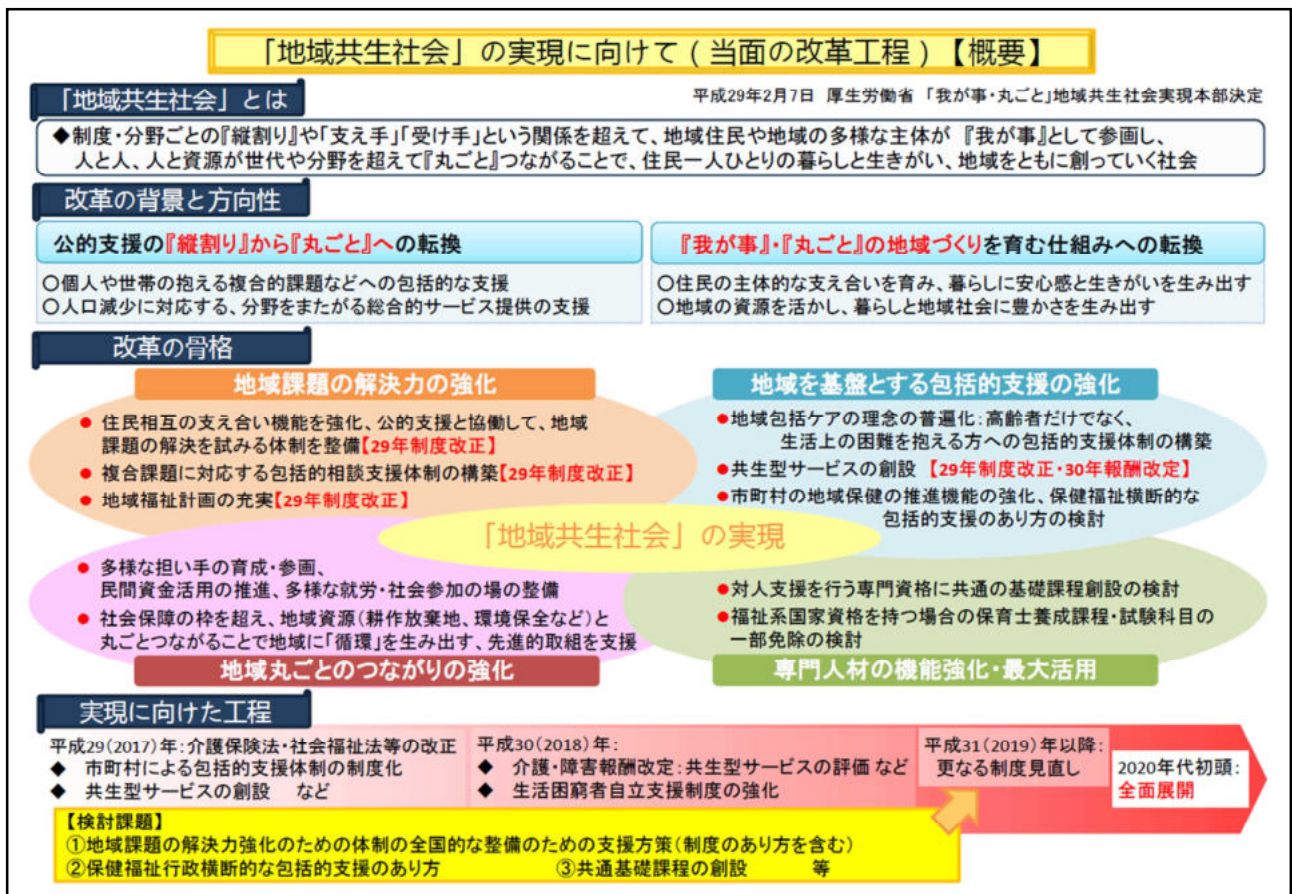 「地域共生社会」の実現に向けて(当面の改革工程)【概要】
「地域共生社会」とは
平成29年2月7日 厚生労働省 「我が事・丸ごと」地域共生社会実現本部決定
◆制度・分野ごとの『縦割り』や「支え手」「受け手」という関係を超えて、地域住民や地域の多様な主体が 『我が事』として参画し、
人と人、人と資源が世代や分野を超えて『丸ごと』つながることで、住民一人ひとりの暮らしと生きがい、地域をともに創っていく社会
改革の背景と方向性
公的支援の『縦割り』から『丸ごと』への転換
○個人や世帯の抱える複合的課題などへの包括的な支援
○人口減少に対応する、分野をまたがる総合的サービス提供の支援
『我が事』・『丸ごと』の地域づくりを育む仕組みへの転換
○住民の主体的な支え合いを育み、暮らしに安心感と生きがいを生み出す
○地域の資源を活かし、暮らしと地域社会に豊かさを生み出す
改革の骨格
地域課題の解決力の強化
● 住民相互の支え合い機能を強化、公的支援と協働して、地域
課題の解決を試みる体制を整備【29年制度改正】
● 複合課題に対応する包括的相談支援体制の構築【29年制度改正】
● 地域福祉計画の充実【29年制度改正】
地域を基盤とする包括的支援の強化
●地域包括ケアの理念の普遍化:高齢者だけでなく、
生活上の困難を抱える方への包括的支援体制の構築
●共生型サービスの創設 【29年制度改正・30年報酬改定】
●市町村の地域保健の推進機能の強化、保健福祉横断的な
包括的支援のあり方の検討
「地域共生社会」の実現
● 多様な担い手の育成・参画、
民間資金活用の推進、多様な就労・社会参加の場の整備
● 社会保障の枠を超え、地域資源(耕作放棄地、環境保全など)と
丸ごとつながることで地域に「循環」を生み出す、先進的取組を支援
地域丸ごとのつながりの強化
●対人支援を行う専門資格に共通の基礎課程創設の検討
●福祉系国家資格を持つ場合の保育士養成課程・試験科目の
一部免除の検討
専門人材の機能強化・最大活用
実現に向けた工程
平成29(2017)年:介護保険法・社会福祉法等の改正
◆ 市町村による包括的支援体制の制度化
◆ 共生型サービスの創設 など
平成30(2018)年:
◆ 介護・障害報酬改定:共生型サービスの評価 など
◆ 生活困窮者自立支援制度の強化
平成31(2019)年以降:
更なる制度見直し
2020年代初頭:
全面展開
【検討課題】
①地域課題の解決力強化のための体制の全国的な整備のための支援方策(制度のあり方を含む)
②保健福祉行政横断的な包括的支援のあり方 ③共通基礎課程の創設 等